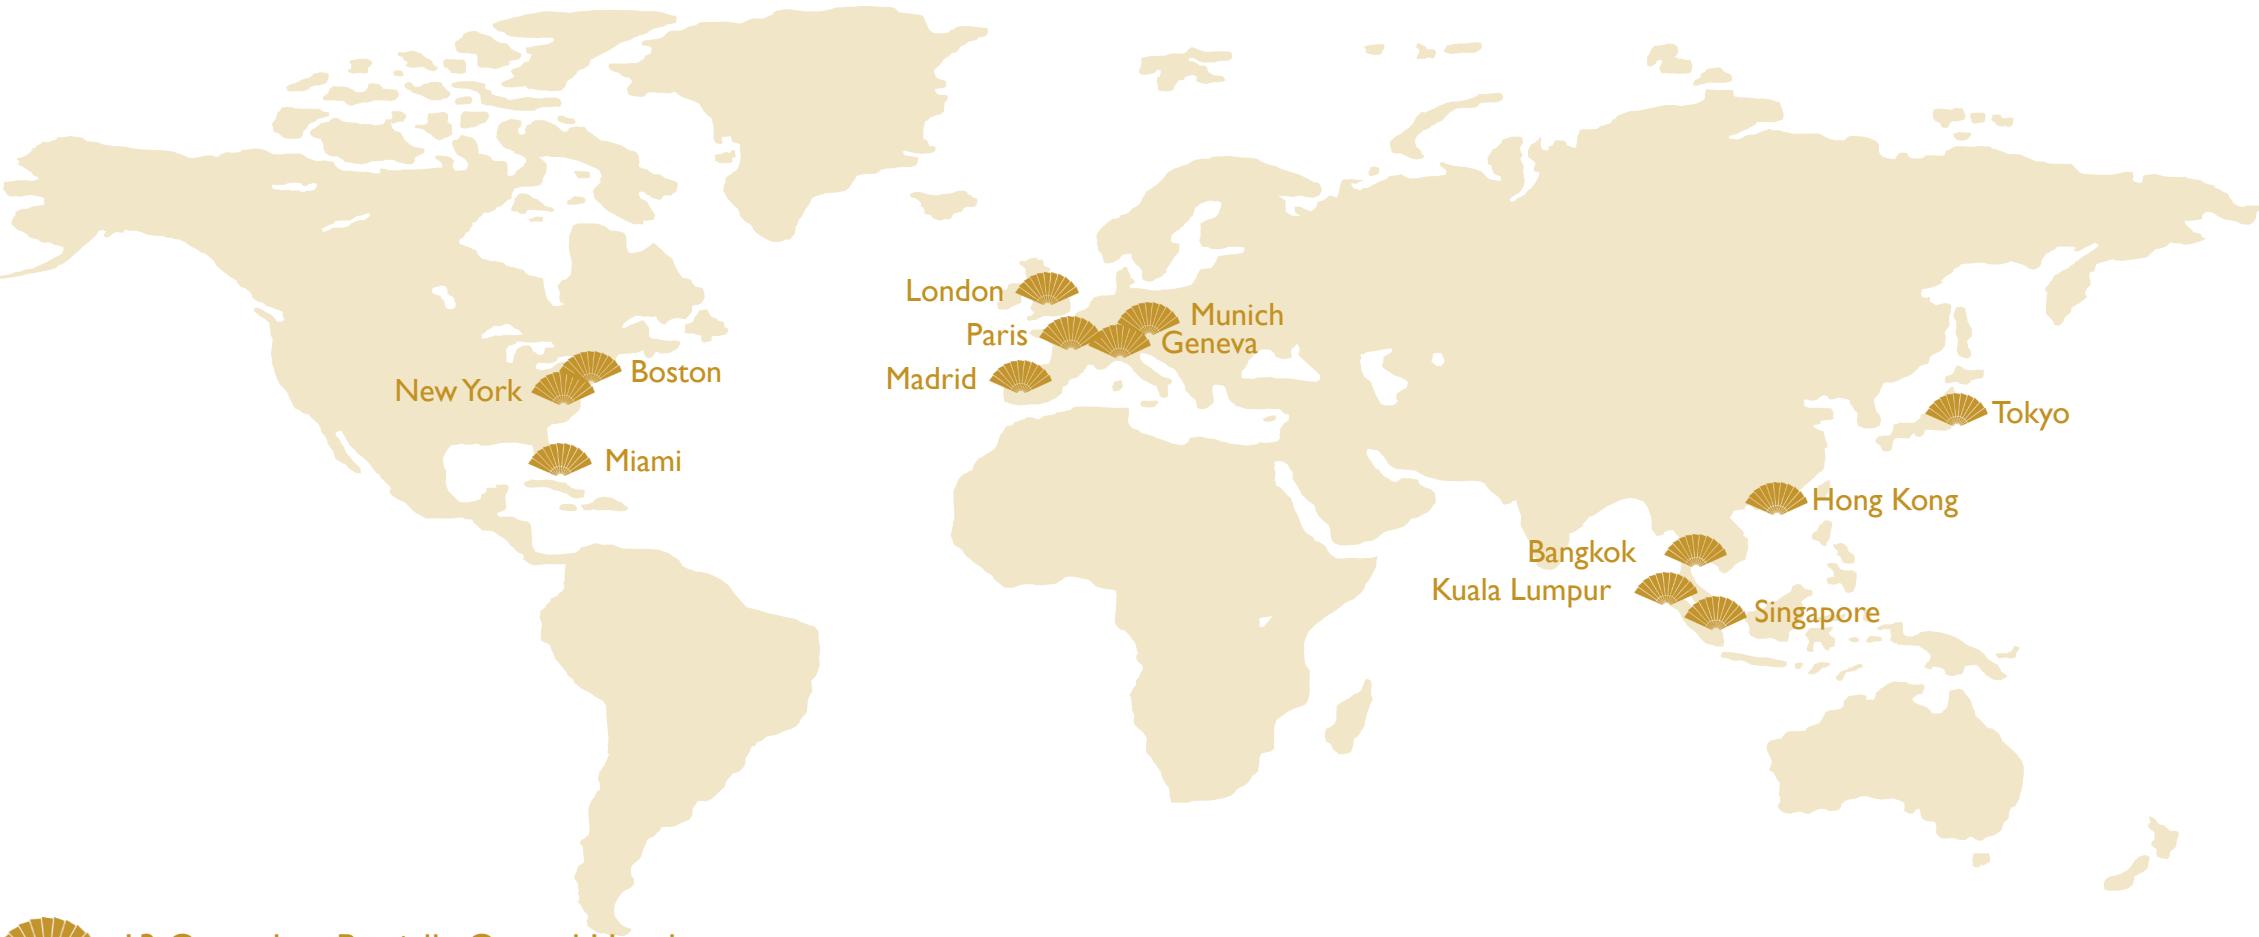 London
Munich
Paris
Geneva
Boston
Madrid
New York
Tokyo
Miami
Hong Kong
Bangkok
Kuala Lumpur
Singapore